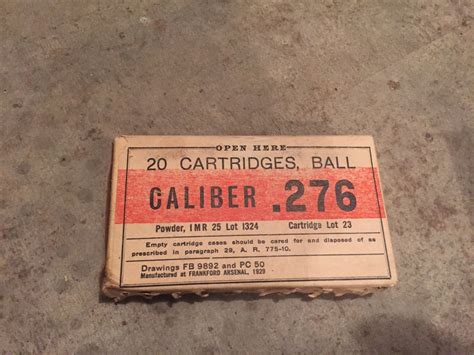 OPEN HERE
20 CARTRIDGES, BALL
CALIBER .276
Powder, IMR 25 Lot 1324 Cartridge Lot 23
Empty cartridge cases should be cared for and disposed of as
prescribed in paragraph 29, A. R. 775-10.
Drawings FB 9892 and PC 50
Manufactured at FRANKFORD ARSENAL, 1929